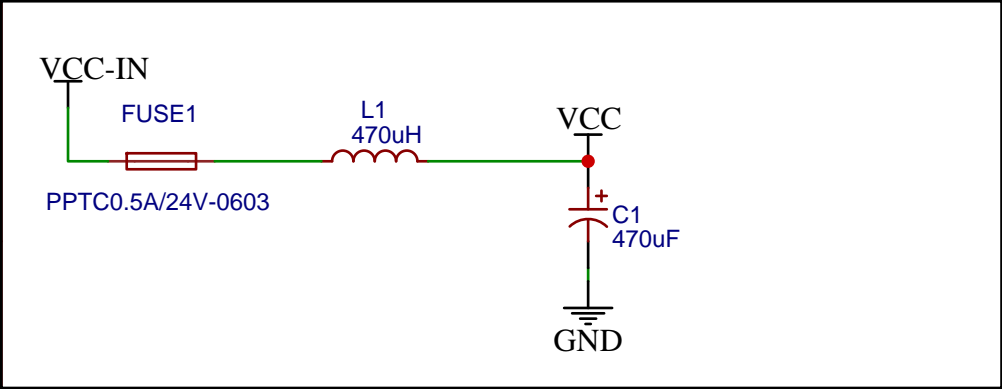 VCC-IN
FUSE1
L1
470uH
VCC
PPTC0.5A/24V-0603
+
C1
470uF
GND